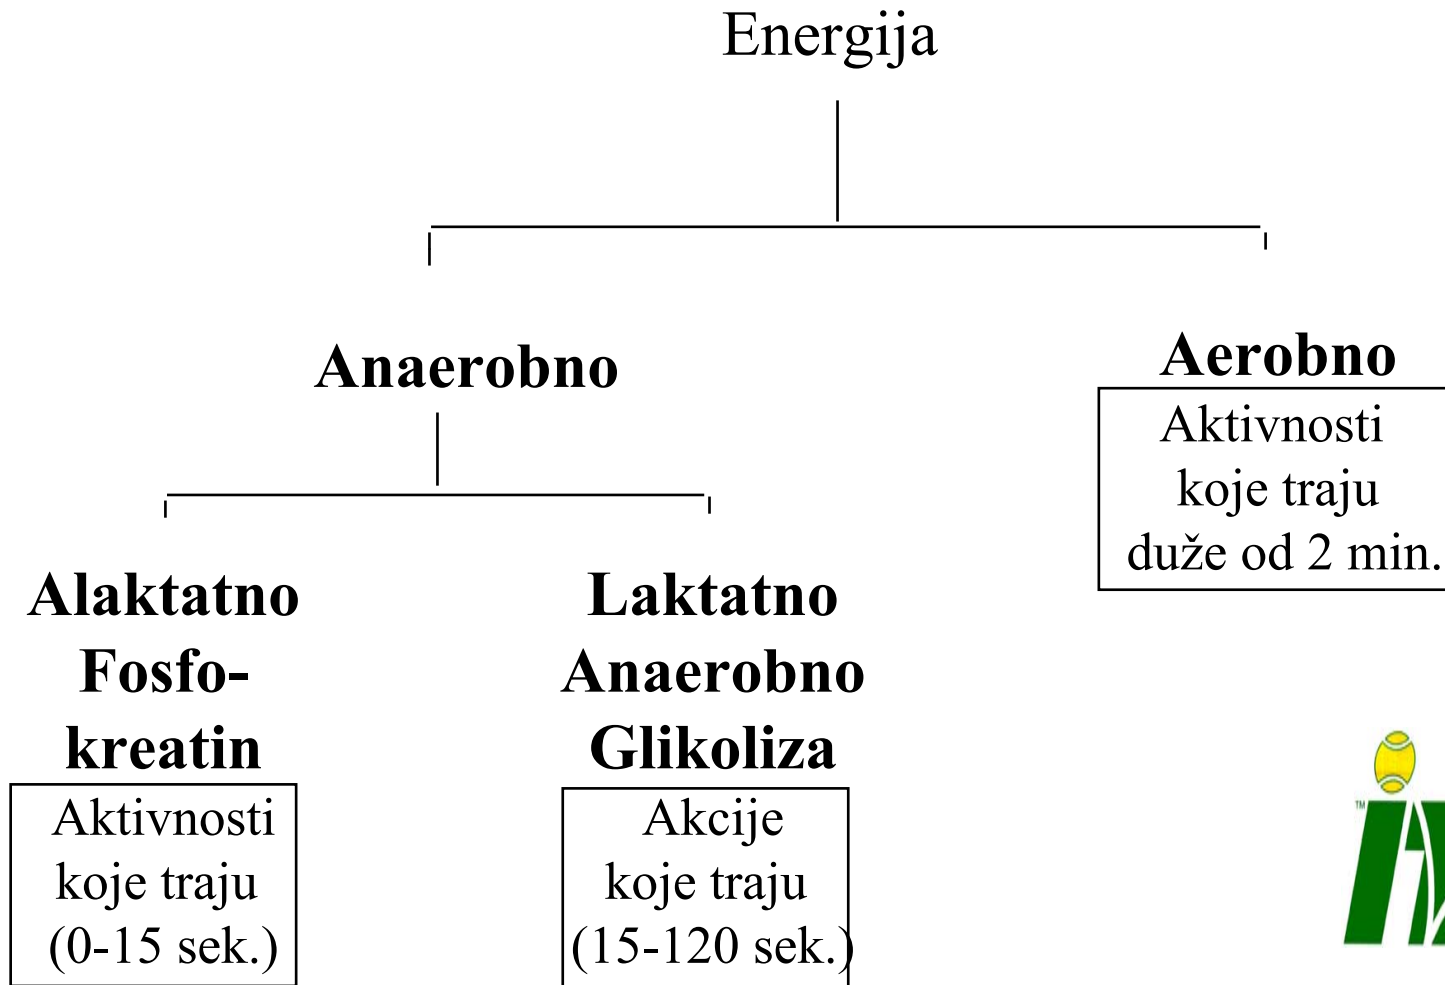 Energija
Anaerobno
Aerobno
Aktivnosti
koje traju
duže od 2 min.
Alaktatno
Fosfo-
kreatin
Aktivnosti
koje traju
(0-15 sek.)
Laktatno
Anaerobno
Glikoliza
Akcije
koje traju
(15-120 sek.)
TM